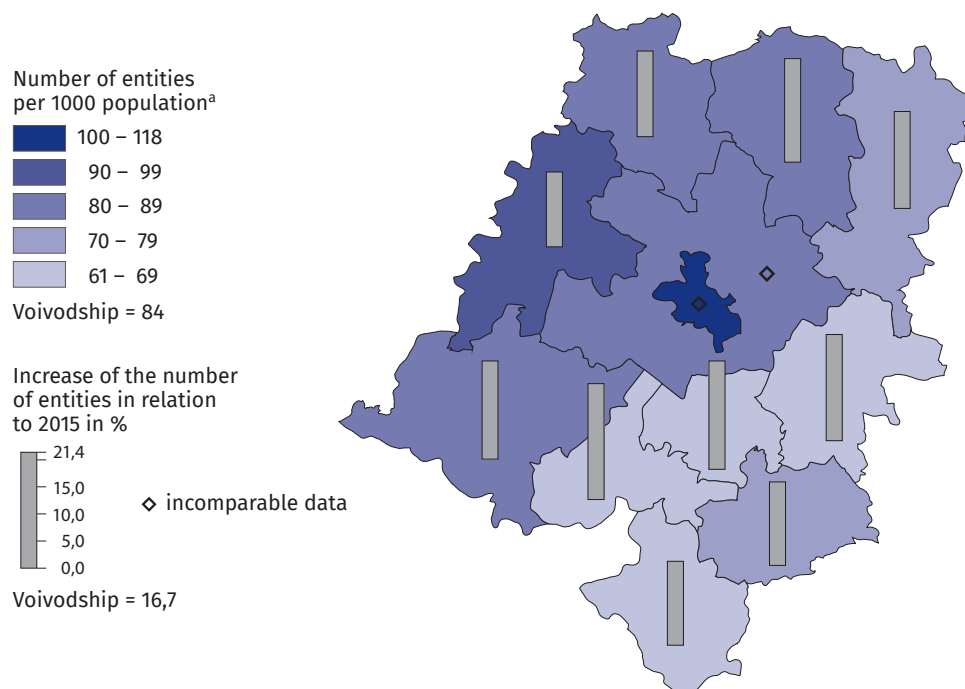 Number of entities
per 1000 populationᵃ
100 – 118
90 – 99
80 – 89
70 – 79
61 – 69
Voivodship = 84
Increase of the number
of entities in relation
to 2015 in %
21,4
15,0
10,0
5,0
0,0
incomparable data
Voivodship = 16,7